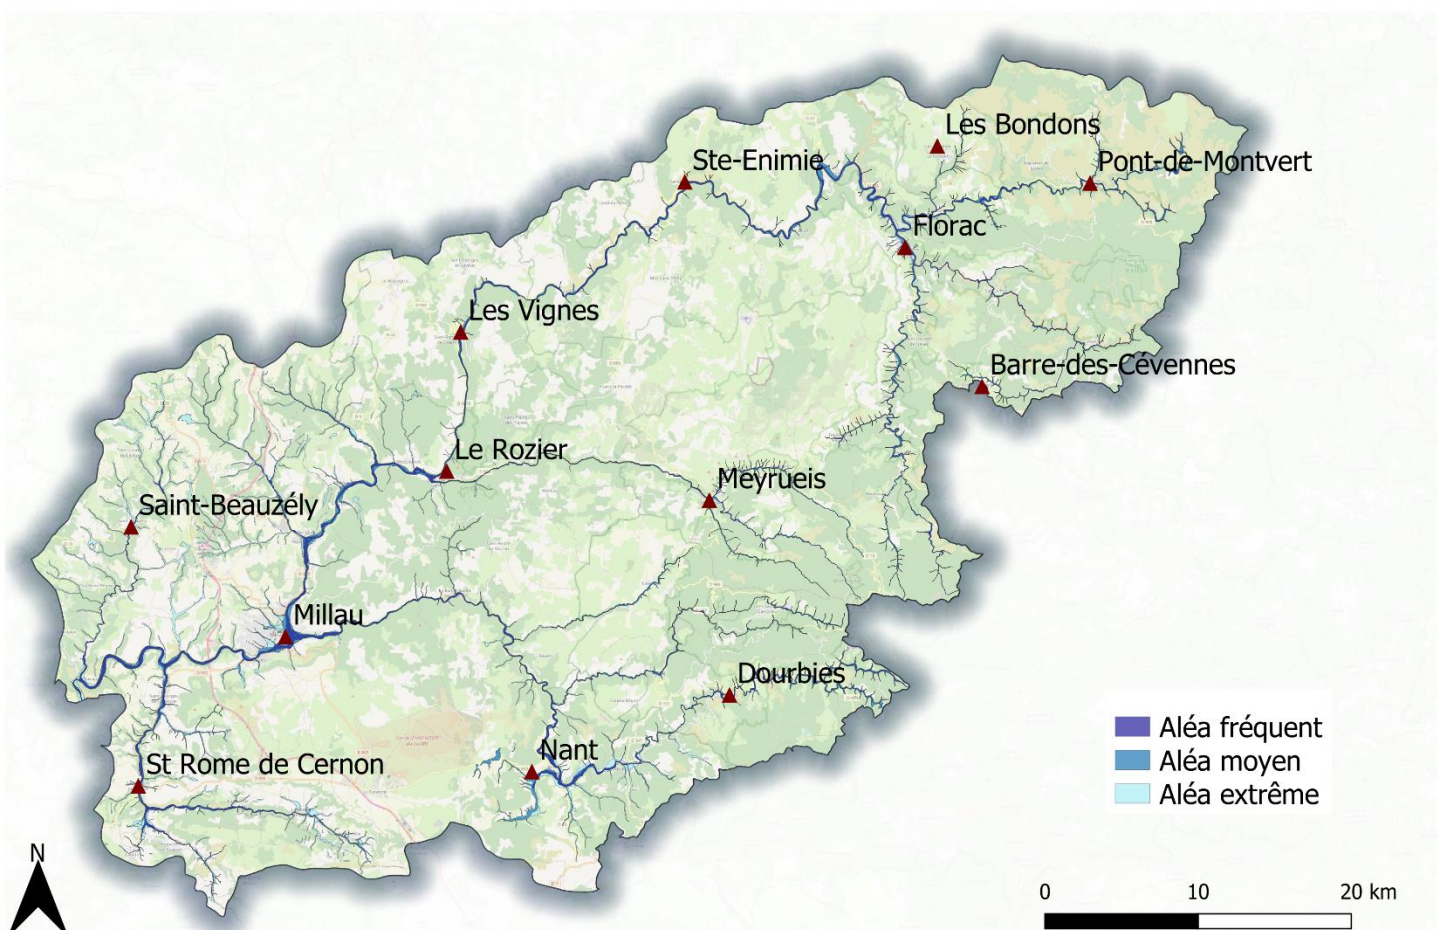 Les Bondons
Ste-Enimie
Pont-de-Montvert
Florac
Les Vignes
Barre-des-Cévennes
Le Rozier
Meyrueis
Saint-Beauzély
Millau
Dourbies
Nant
St Rome de Cernon
Aléa fréquent
Aléa moyen
Aléa extrême
N
0 10 20 km